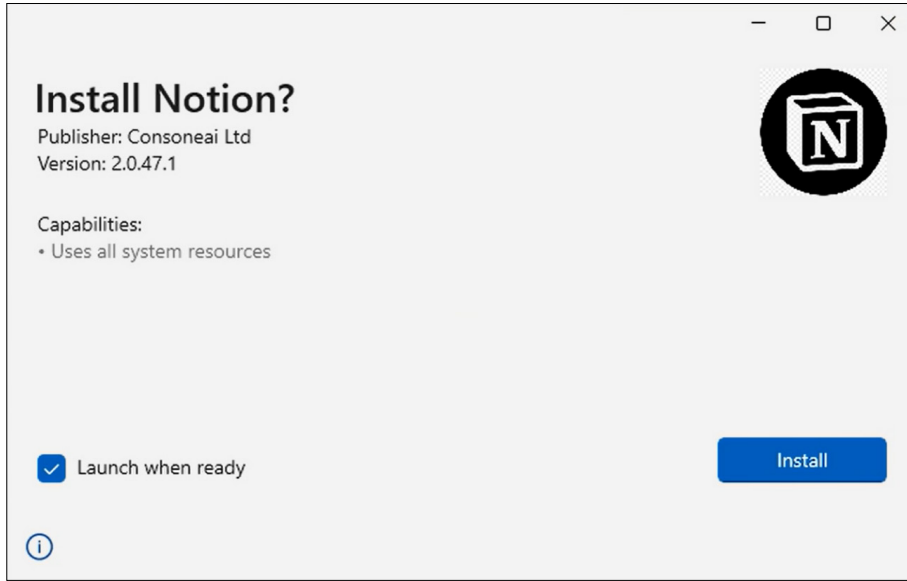 Install Notion?
Publisher: Consoneai Ltd
Version: 2.0.47.1
N
Capabilities:
• Uses all system resources
Launch when ready
Install